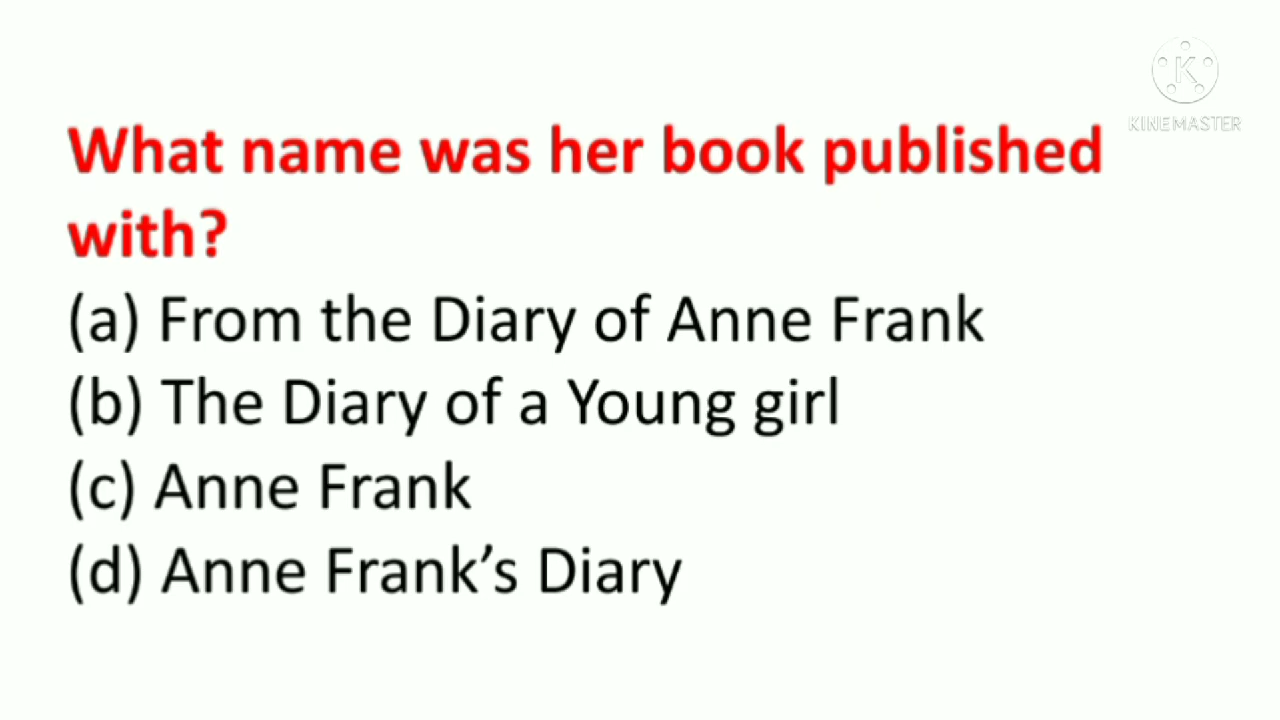 K
KINEMASTER
What name was her book published
with?
(a) From the Diary of Anne Frank
(b) The Diary of a Young girl
(c) Anne Frank
(d) Anne Frank’s Diary